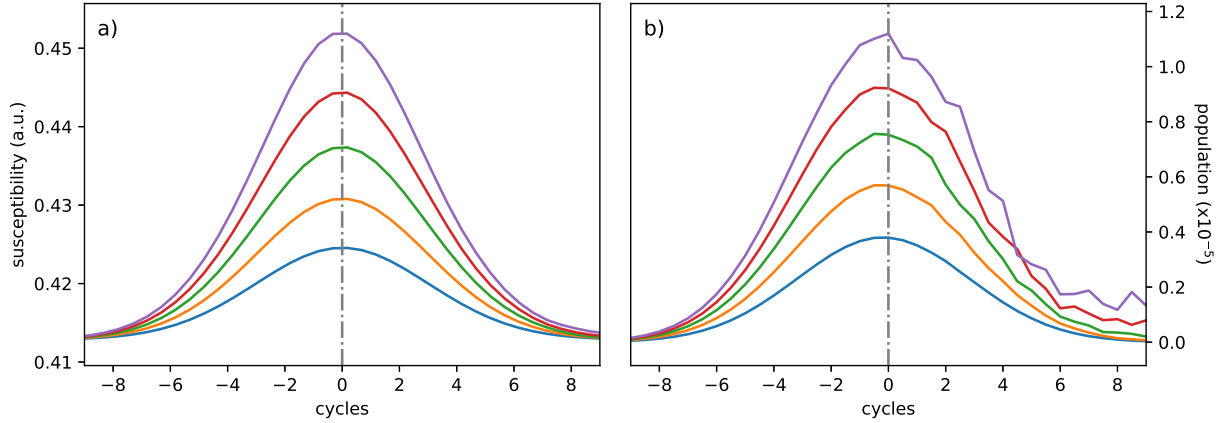 a)
0.45
0.44
0.43
0.42
0.41
susceptibility (a.u.)
−8 −6 −4 −2 0 2 4 6 8
cycles
b)
1.2
1.0
0.8
0.6
0.4
0.2
0.0
population (x10⁻⁵)
−8 −6 −4 −2 0 2 4 6 8
cycles